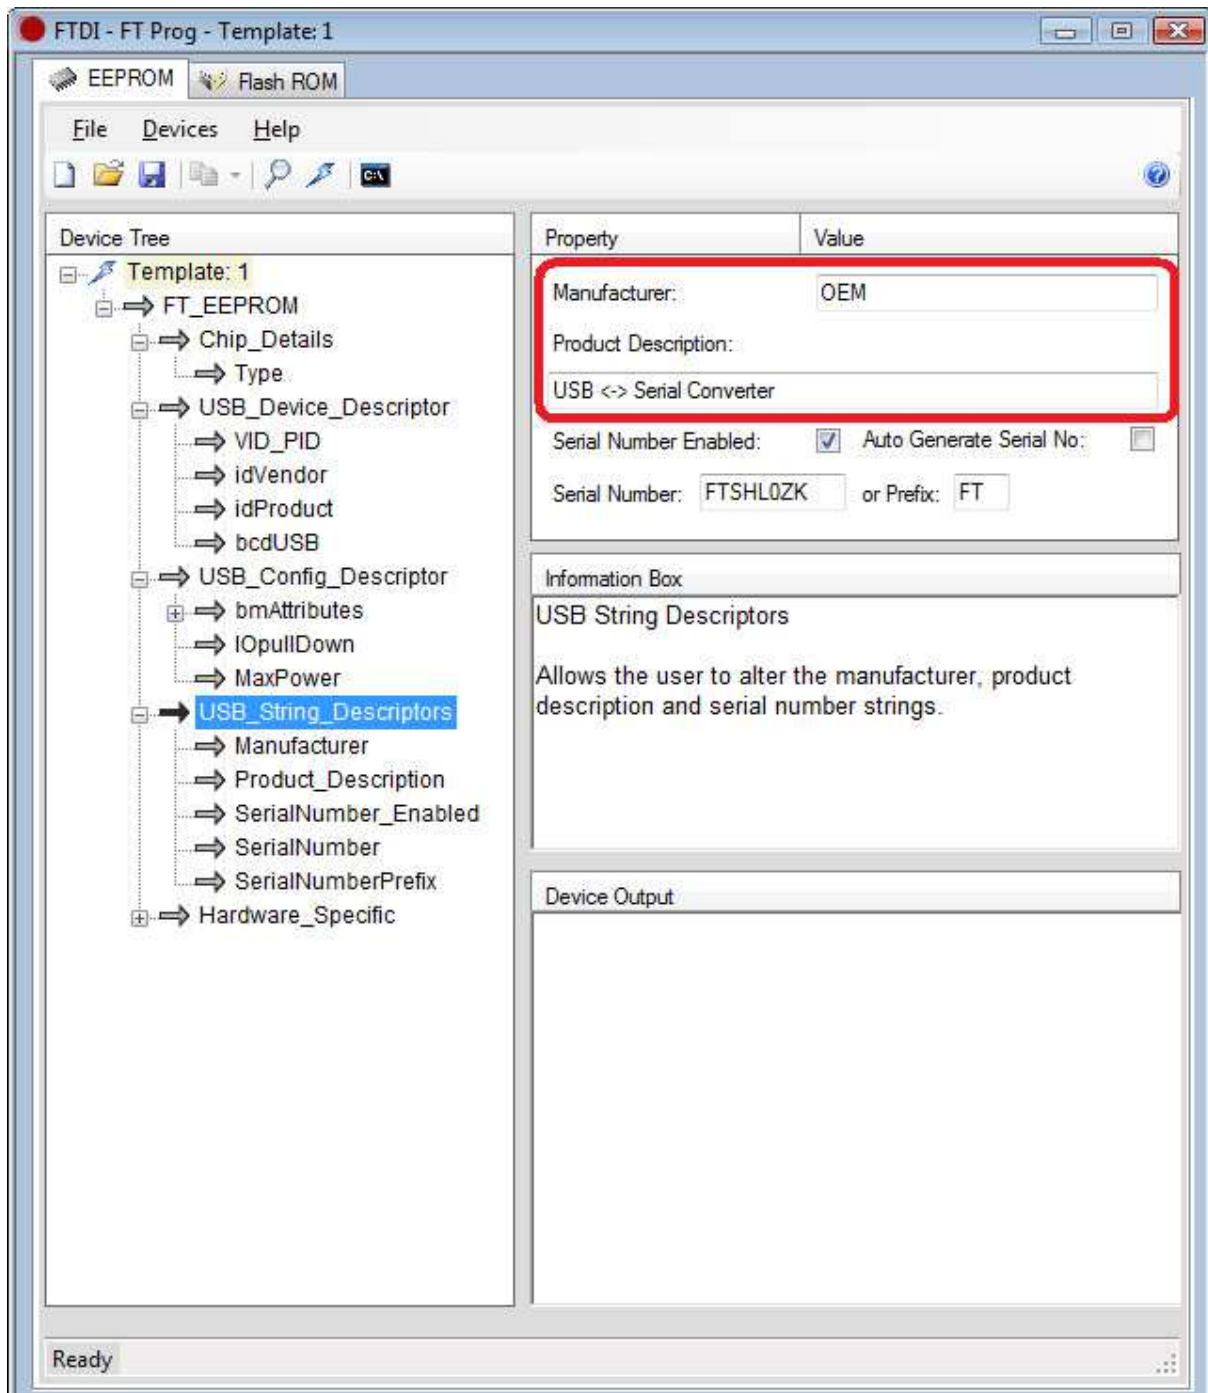 FTDI - FT Prog - Template: 1
EEPROM Flash ROM
File Devices Help
C:\
Device Tree
Template: 1
FT_EEPROM
Chip_Details
Type
USB_Device_Descriptor
VID_PID
idVendor
idProduct
bcdUSB
USB_Config_Descriptor
bmAttributes
IOpullDown
MaxPower
USB_String_Descriptors
Manufacturer
Product_Description
SerialNumber_Enabled
SerialNumber
SerialNumberPrefix
Hardware_Specific
Property Value
Manufacturer: OEM
Product Description:
USB <-> Serial Converter
Serial Number Enabled: Auto Generate Serial No:
Serial Number: FTSHL0ZK or Prefix: FT
Information Box
USB String Descriptors
Allows the user to alter the manufacturer, product
description and serial number strings.
Device Output
Ready